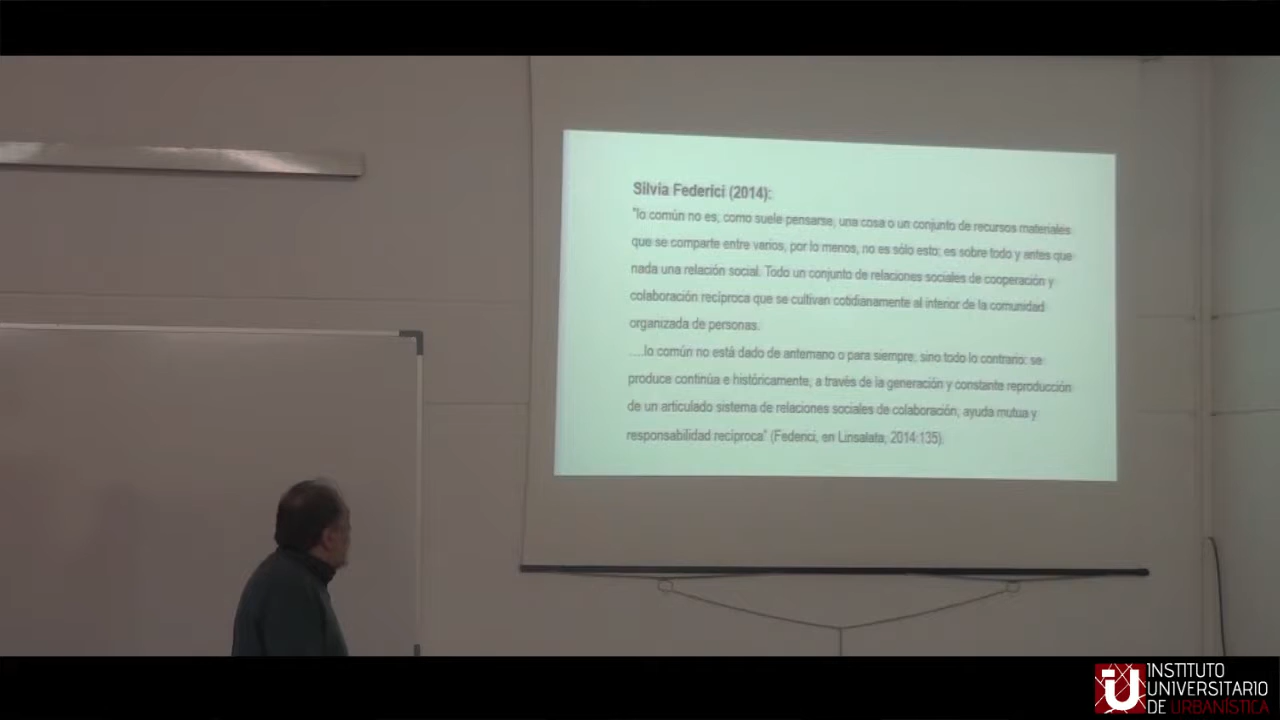 Silvia Federici (2014):
"lo común no es, como suele pensarse, una cosa o un conjunto de recursos materiales
que se comparte entre varios, por lo menos, no es sólo esto; es sobre todo y antes que
nada una relación social. Todo un conjunto de relaciones sociales de cooperación y
colaboración recíproca que se cultivan cotidianamente al interior de la comunidad
organizada de personas.
....lo común no está dado de antemano o para siempre, sino todo lo contrario: se
produce continúa e históricamente, a través de la generación y constante reproducción
de un articulado sistema de relaciones sociales de colaboración, ayuda mutua y
responsabilidad recíproca" (Federici, en Linsalata, 2014:135).
iU INSTITUTO
UNIVERSITARIO
DE URBANÍSTICA